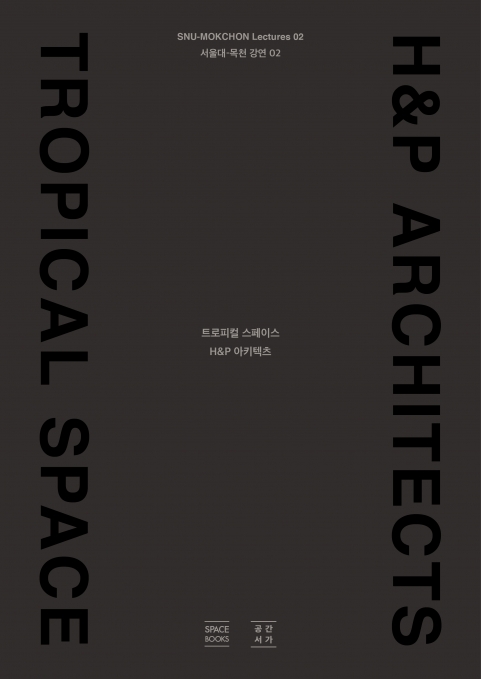 SNU-MOKCHON Lectures 02
서울대-목천 강연 02
TROPICAL SPACE
H&P ARCHITECTS
트로피컬 스페이스
H&P 아키텍츠
SPACE
BOOKS
공간
서가